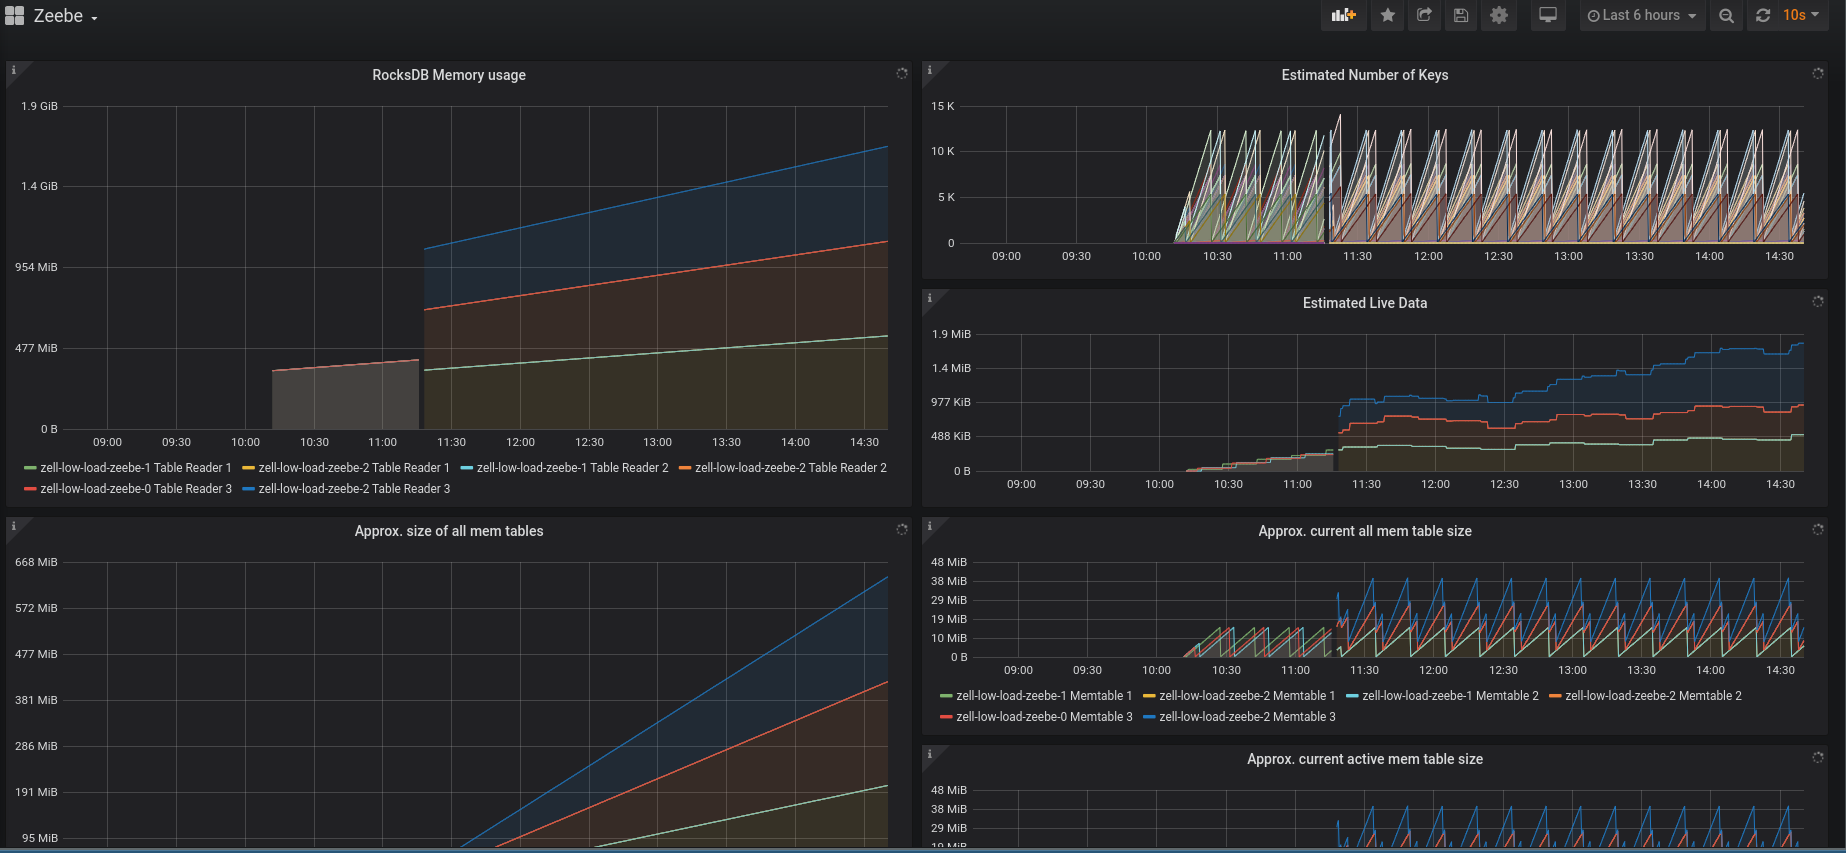 Zeebe
Last 6 hours
10s
RocksDB Memory usage
1.9 GiB
1.4 GiB
954 MiB
477 MiB
0 B
09:00 09:30 10:00 10:30 11:00 11:30 12:00 12:30 13:00 13:30 14:00 14:30
zell-low-load-zeebe-1 Table Reader 1 zell-low-load-zeebe-2 Table Reader 1 zell-low-load-zeebe-1 Table Reader 2 zell-low-load-zeebe-2 Table Reader 2
zell-low-load-zeebe-0 Table Reader 3 zell-low-load-zeebe-2 Table Reader 3
Estimated Number of Keys
15 K
10 K
5 K
0
09:00 09:30 10:00 10:30 11:00 11:30 12:00 12:30 13:00 13:30 14:00 14:30
Estimated Live Data
1.9 MiB
1.4 MiB
977 KiB
488 KiB
0 B
09:00 09:30 10:00 10:30 11:00 11:30 12:00 12:30 13:00 13:30 14:00 14:30
Approx. size of all mem tables
668 MiB
572 MiB
477 MiB
381 MiB
286 MiB
191 MiB
95 MiB
Approx. current all mem table size
48 MiB
38 MiB
29 MiB
19 MiB
10 MiB
0 B
09:00 09:30 10:00 10:30 11:00 11:30 12:00 12:30 13:00 13:30 14:00 14:30
zell-low-load-zeebe-1 Memtable 1 zell-low-load-zeebe-2 Memtable 1 zell-low-load-zeebe-1 Memtable 2 zell-low-load-zeebe-2 Memtable 2
zell-low-load-zeebe-0 Memtable 3 zell-low-load-zeebe-2 Memtable 3
Approx. current active mem table size
48 MiB
38 MiB
29 MiB
19 MiB